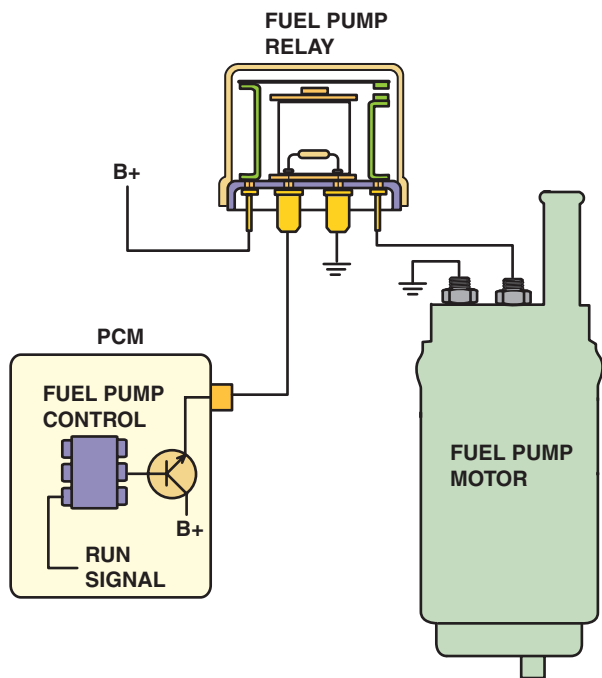 FUEL PUMP
RELAY
B+
PCM
FUEL PUMP
CONTROL
B+
RUN
SIGNAL
FUEL PUMP
MOTOR